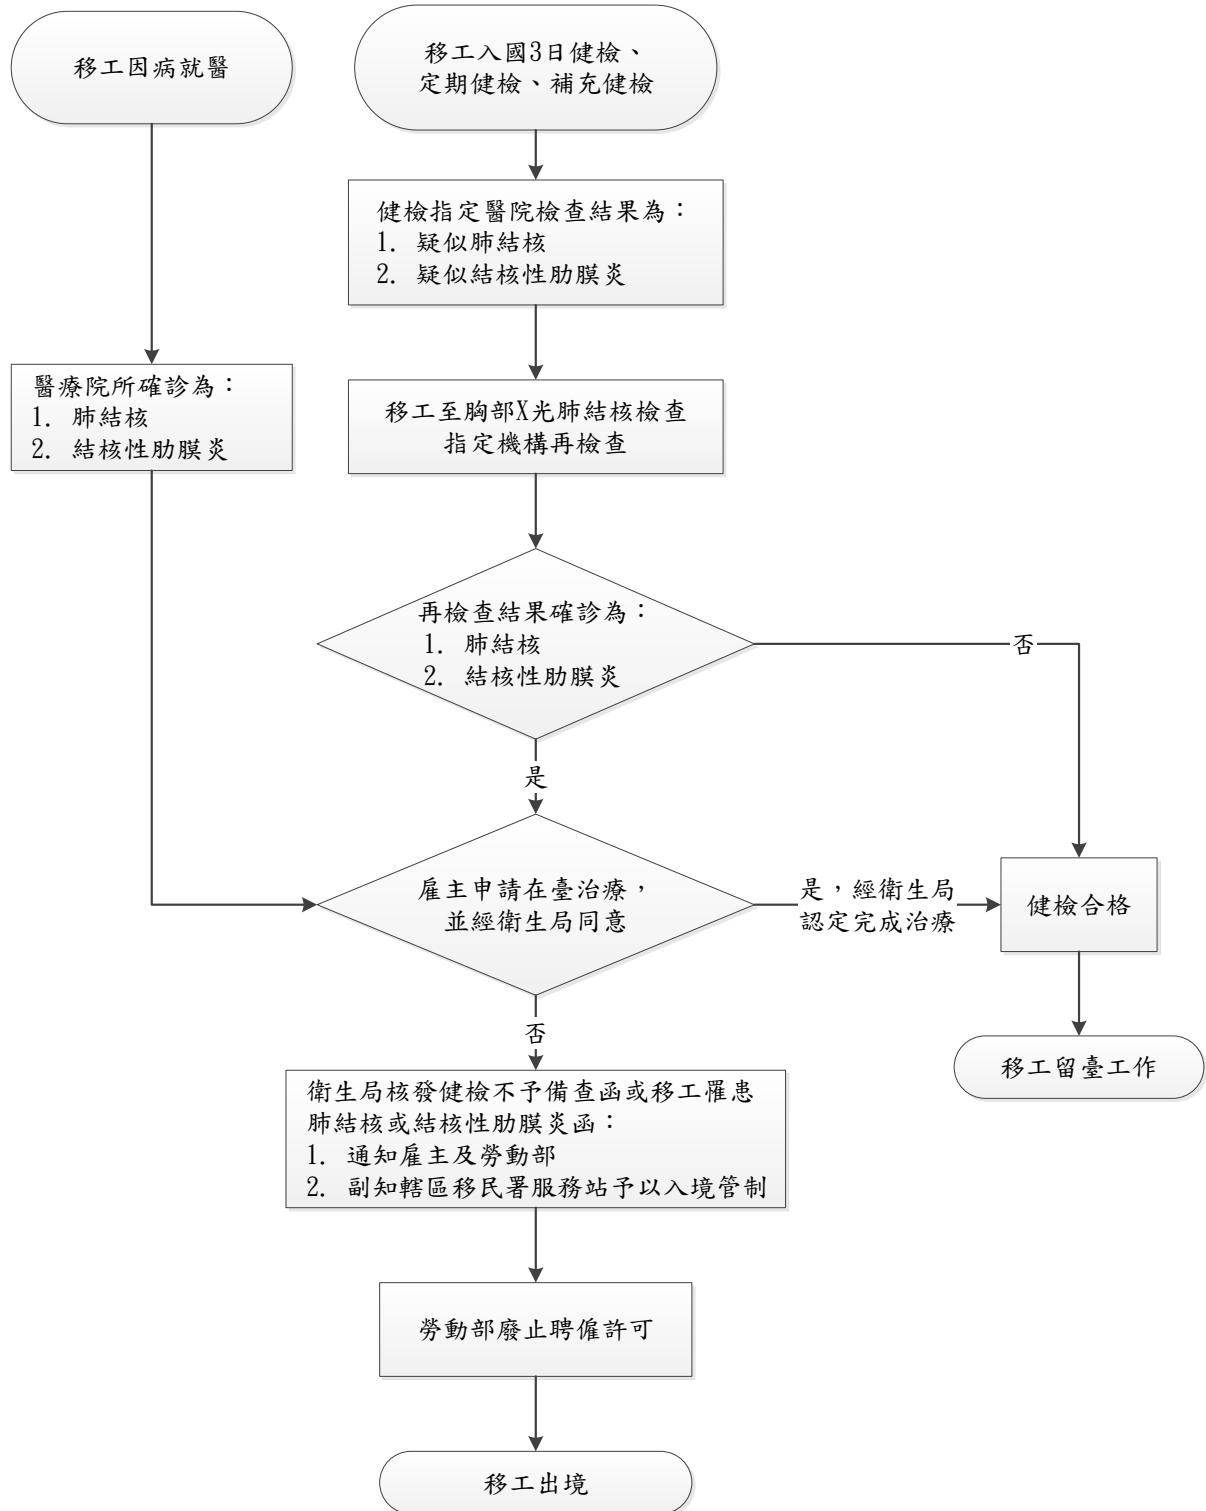 移工因病就醫
移工入國3日健檢、
定期健檢、補充健檢
健檢指定醫院檢查結果為：
1. 疑似肺結核
2. 疑似結核性肋膜炎
醫療院所確診為：
1. 肺結核
2. 結核性肋膜炎
移工至胸部X光肺結核檢查
指定機構再檢查
再檢查結果確診為：
1. 肺結核
2. 結核性肋膜炎
否
是
雇主申請在臺治療，
並經衛生局同意
是，經衛生局
認定完成治療
健檢合格
否
移工留臺工作
衛生局核發健檢不予備查函或移工罹患
肺結核或結核性肋膜炎函：
1. 通知雇主及勞動部
2. 副知轄區移民署服務站予以入境管制
勞動部廢止聘僱許可
移工出境